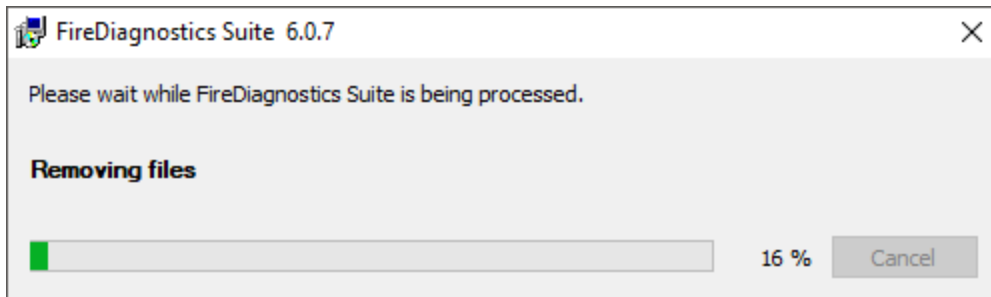 FireDiagnostics Suite 6.0.7
Please wait while FireDiagnostics Suite is being processed.
Removing files
16 %
Cancel